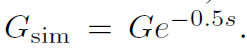 G_sim = Ge^{-0.5s}.